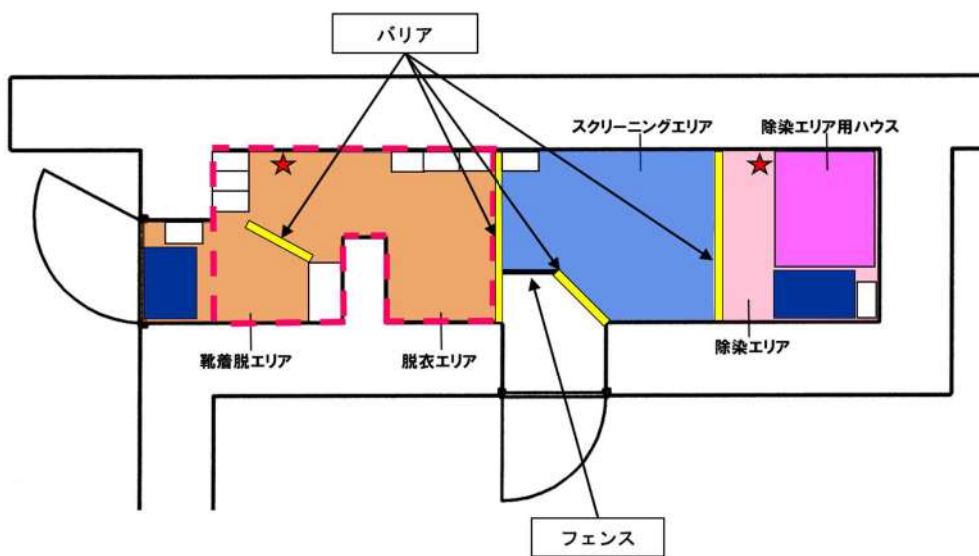 バリア
スクリーニングエリア
除染エリア用ハウス
靴着脱エリア
脱衣エリア
除染エリア
フェンス